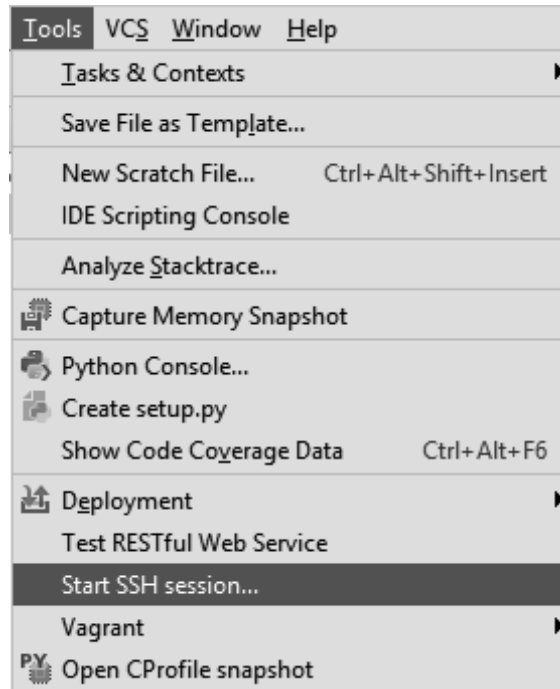 Tools VCS Window Help
Tasks & Contexts
Save File as Template...
New Scratch File... Ctrl+Alt+Shift+Insert
IDE Scripting Console
Analyze Stacktrace...
Capture Memory Snapshot
Python Console...
Create setup.py
Show Code Coverage Data Ctrl+Alt+F6
Deployment
Test RESTful Web Service
Start SSH session...
Vagrant
PY Open CProfile snapshot